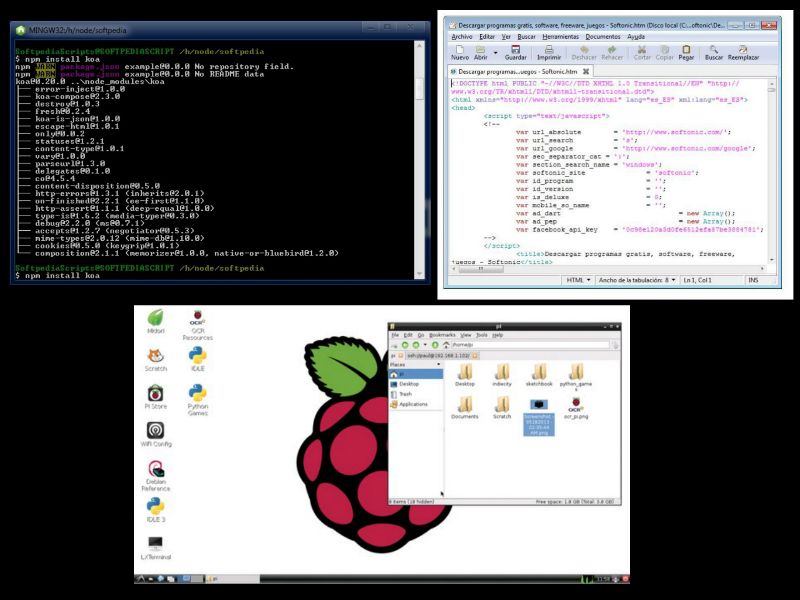 MINGW32:/h/node/softpedia
SoftpediaScripts@SOFTPEDIASCRIPT /h/node/softpedia
$ npm install koa
npm WARN package.json example@0.0.0 No repository field.
npm WARN package.json example@0.0.0 No README data
koa@0.20.0 ..\node_modules\koa
├── error-inject@1.0.0
├── koa-compose@2.3.0
├── destroy@1.0.3
├── fresh@0.2.4
├── koa-is-json@1.0.0
├── escape-html@1.0.1
├── only@0.0.2
├── statuses@1.2.1
├── content-type@1.0.1
├── vary@1.0.0
├── parseurl@1.3.0
├── delegates@0.1.0
├── co@4.5.4
├── content-disposition@0.5.0
├── http-errors@1.3.1 (inherits@2.0.1)
├── on-finished@2.2.1 (ee-first@1.1.0)
├── http-assert@1.1.1 (deep-equal@1.0.0)
├── type-is@1.6.2 (media-typer@0.3.0)
├── debug@2.2.0 (ms@0.7.1)
├── accepts@1.2.7 (negotiator@0.5.3)
├── mime-types@2.0.12 (mime-db@1.10.0)
├── cookies@0.5.0 (keygrip@1.0.1)
└── composition@2.1.1 (memorizer@1.0.0, native-or-bluebird@1.2.0)
SoftpediaScripts@SOFTPEDIASCRIPT /h/node/softpedia
$ npm install koa
Descargar programas gratis, software, freeware, juegos - Softonic.htm (Disco local (C:...oftonic\De...
Archivo Editar Ver Buscar Herramientas Documentos Ayuda
Nuevo Abrir Guardar Imprimir Deshacer Rehacer Cortar Copiar Pegar Buscar Reemplazar
Descargar programas...uegos - Softonic.htm
<!DOCTYPE html PUBLIC "-//W3C//DTD XHTML 1.0 Transitional//EN" "http://
www.w3.org/TR/xhtml1/DTD/xhtml1-transitional.dtd">
<html xmlns="http://www.w3.org/1999/xhtml" lang="es_ES" xml:lang="es_ES">
<head>
<script type="text/javascript">
<!--
var url_absolute = 'http://www.softonic.com/';
var url_search = 's';
var url_google = 'http://www.softonic.com/google';
var seo_separator_cat = ':';
var section_search_name = 'windows';
var softonic_site = 'softonic';
var id_program = '';
var id_version = '';
var is_deluxe = 0;
var mobile_so_name = '';
var ad_dart = new Array();
var ad_pep = new Array();
var facebook_api_key
-->
</script>
<title>Descargar programas gratis, software, freeware,
juegos - Softonic</title>
HTML Ancho de la tabulación: 8 Ln 1, Col 1 INS
Midori
OCR Resources
Scratch
IDLE
Pi Store
Python Games
WiFi Config
Debian Reference
IDLE 3
LXTerminal
pi
File Edit Go Bookmarks View Tools Help
/home/pi
pi
Places
pi
Desktop
Trash
Applications
Desktop
indiecity
sketchbook
python_games
Documents
Scratch
ocr_pi.png
8 items (18 hidden) Free space: 1.8 GB (Total: 3.8 GB)
pi